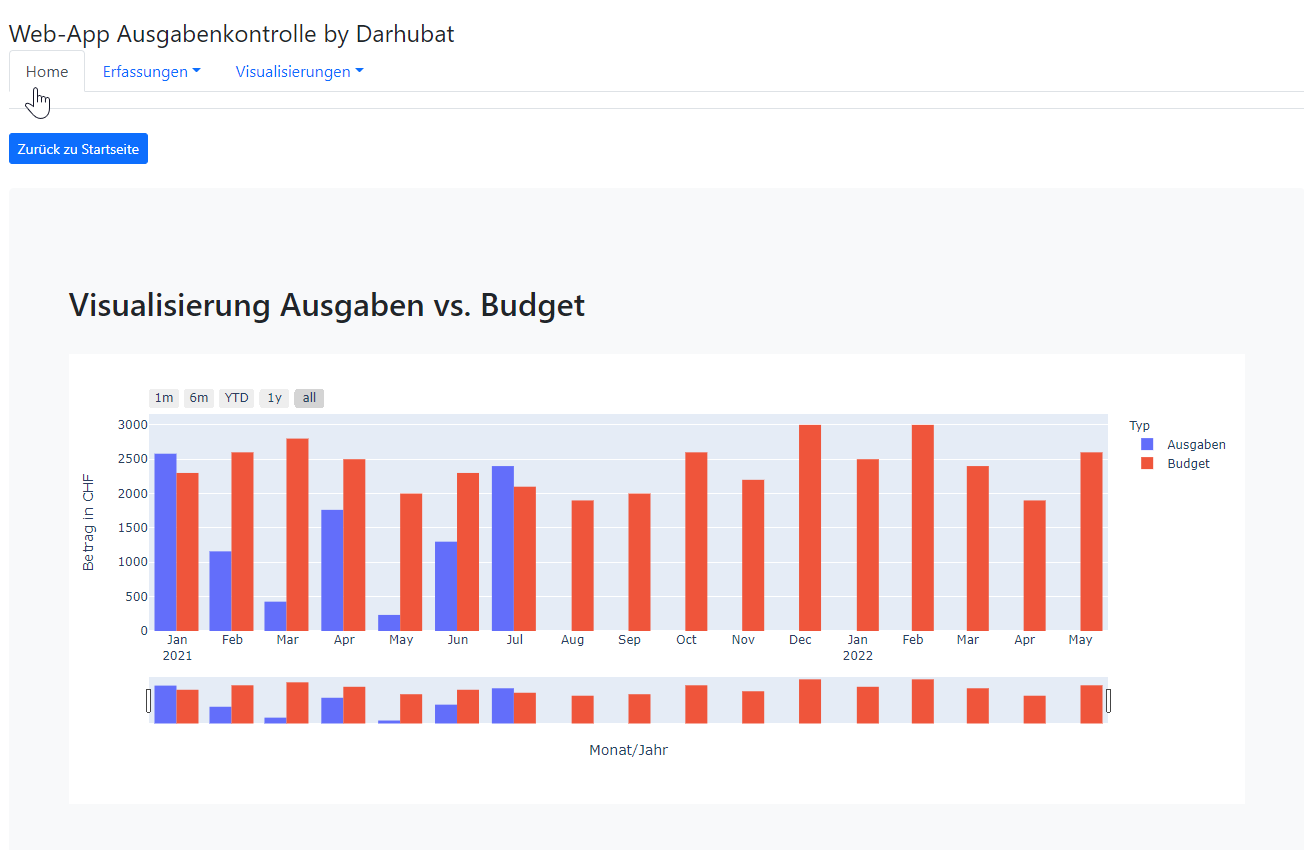 Web-App Ausgabenkontrolle by Darhubat
Home Erfassungen Visualisierungen
Zurück zu Startseite
Visualisierung Ausgaben vs. Budget
1m 6m YTD 1y all
Typ
Ausgaben
Budget
Betrag in CHF
3000
2500
2000
1500
1000
500
0
Jan Feb Mar Apr May Jun Jul Aug Sep Oct Nov Dec Jan Feb Mar Apr May
2021 2022
Monat/Jahr